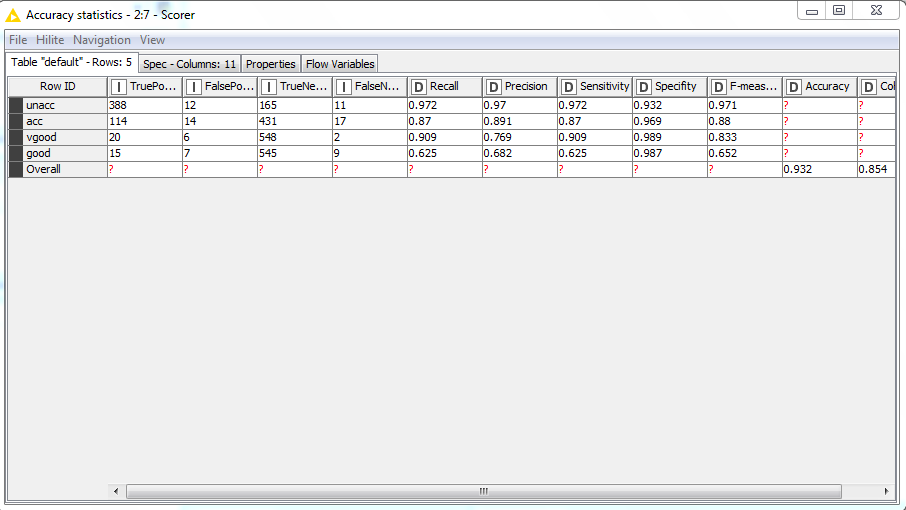 Accuracy statistics - 2:7 - Scorer
File Hilite Navigation View
Table "default" - Rows: 5 Spec - Columns: 11 Properties Flow Variables
Row ID I TruePo... I FalsePo... I TrueNe... I FalseN... D Recall D Precision D Sensitivity D Specifity D F-meas... D Accuracy D Col
unacc 388 12 165 11 0.972 0.97 0.972 0.932 0.971 ? ?
acc 114 14 431 17 0.87 0.891 0.87 0.969 0.88 ? ?
vgood 20 6 548 2 0.909 0.769 0.909 0.989 0.833 ? ?
good 15 7 545 9 0.625 0.682 0.625 0.987 0.652 ? ?
Overall ? ? ? ? ? ? ? ? ? 0.932 0.854